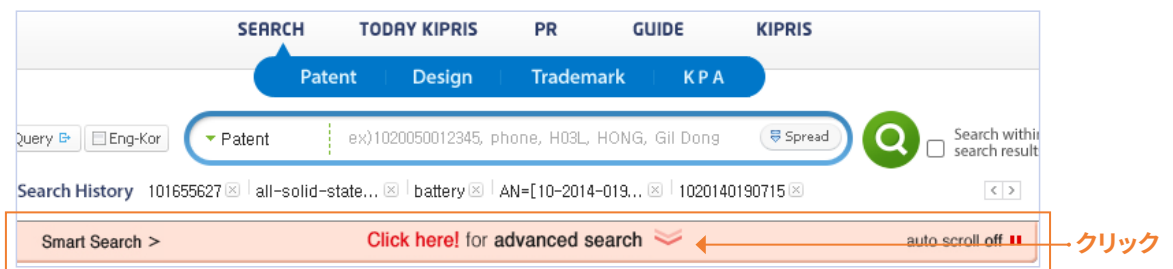 SEARCH TODAY KIPRIS PR GUIDE KIPRIS
Patent Design Trademark KPA
Query Eng-Kor Patent ex)1020050012345, phone, H03L, HONG, Gil Dong Spread Search within
search result
Search History 101655627 all-solid-state... battery AN=[10-2014-019... 1020140190715 < >
Smart Search > Click here! for advanced search auto scroll off クリック